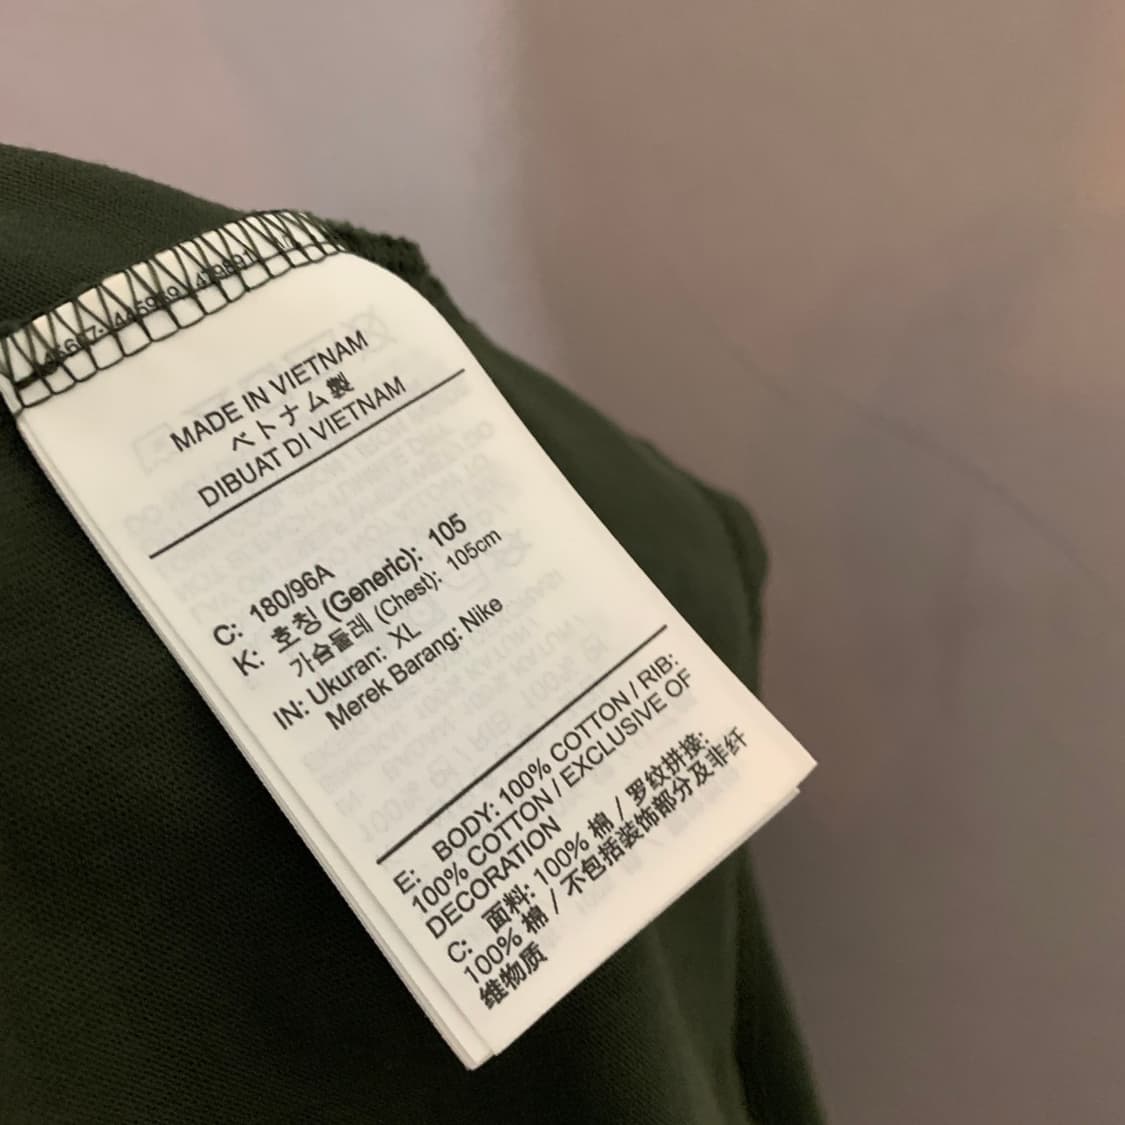 MADE IN VIETNAM
ベトナム製
DIBUAT DI VIETNAM
C: 180/96A
K: 호칭 (Generic): 105
가슴둘레 (Chest): 105cm
IN: Ukuran: XL
Merek Barang: Nike
E: BODY: 100% COTTON / RIB:
100% COTTON / EXCLUSIVE OF
DECORATION
C: 面料: 100% 棉 / 罗纹拼接:
100% 棉 / 不包括装饰部分及非纤
维物质